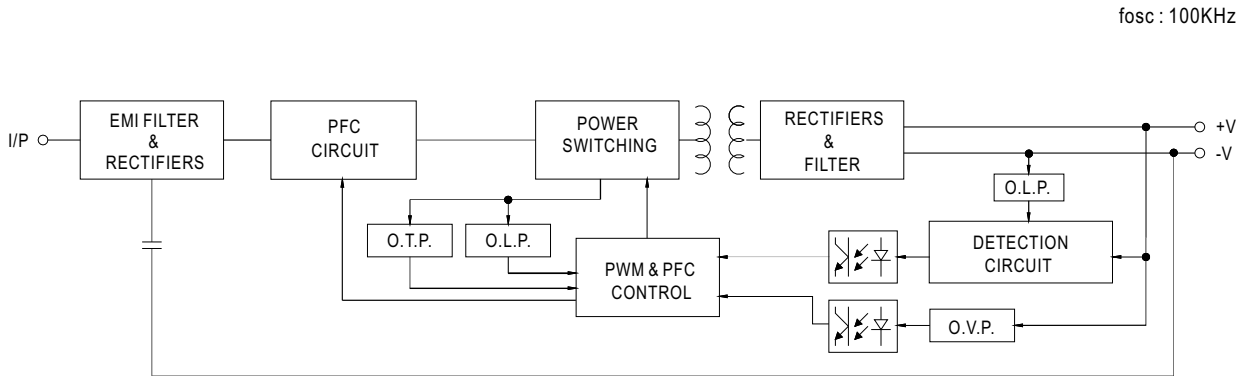 fosc : 100KHz
I/P
EMI FILTER
&
RECTIFIERS
PFC
CIRCUIT
POWER
SWITCHING
RECTIFIERS
&
FILTER
+V
-V
O.L.P.
O.T.P.
O.L.P.
PWM & PFC
CONTROL
DETECTION
CIRCUIT
O.V.P.